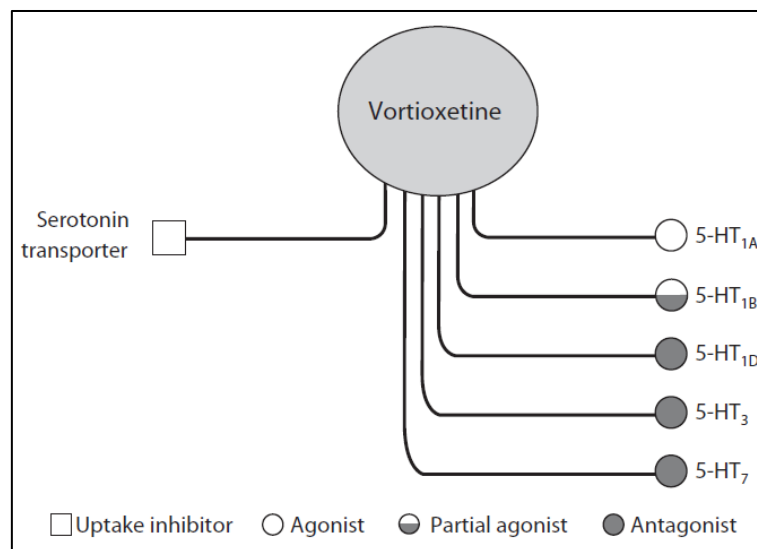 Vortioxetine
Serotonin
transporter
5-HT1A
5-HT1B
5-HT1D
5-HT3
5-HT7
Uptake inhibitor Agonist Partial agonist Antagonist